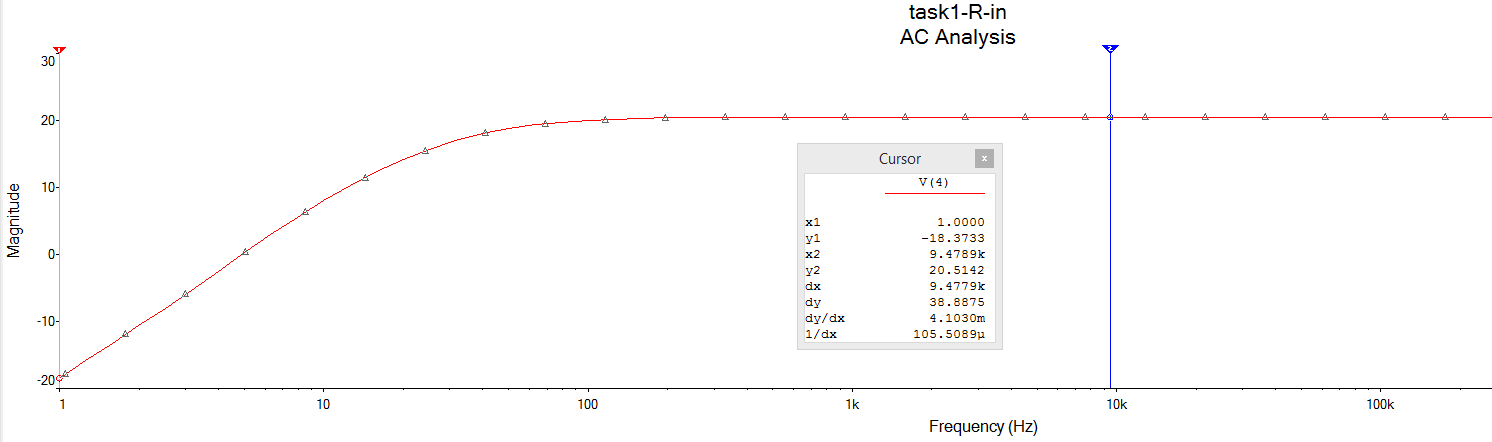 task1-R-in
AC Analysis
1
2
30
20
10
0
-10
-20
Magnitude
Cursor
x
V(4)
x1 1.0000
y1 -18.3733
x2 9.4789k
y2 20.5142
dx 9.4779k
dy 38.8875
dy/dx 4.1030m
1/dx 105.5089µ
1 10 100 1k 10k 100k
Frequency (Hz)